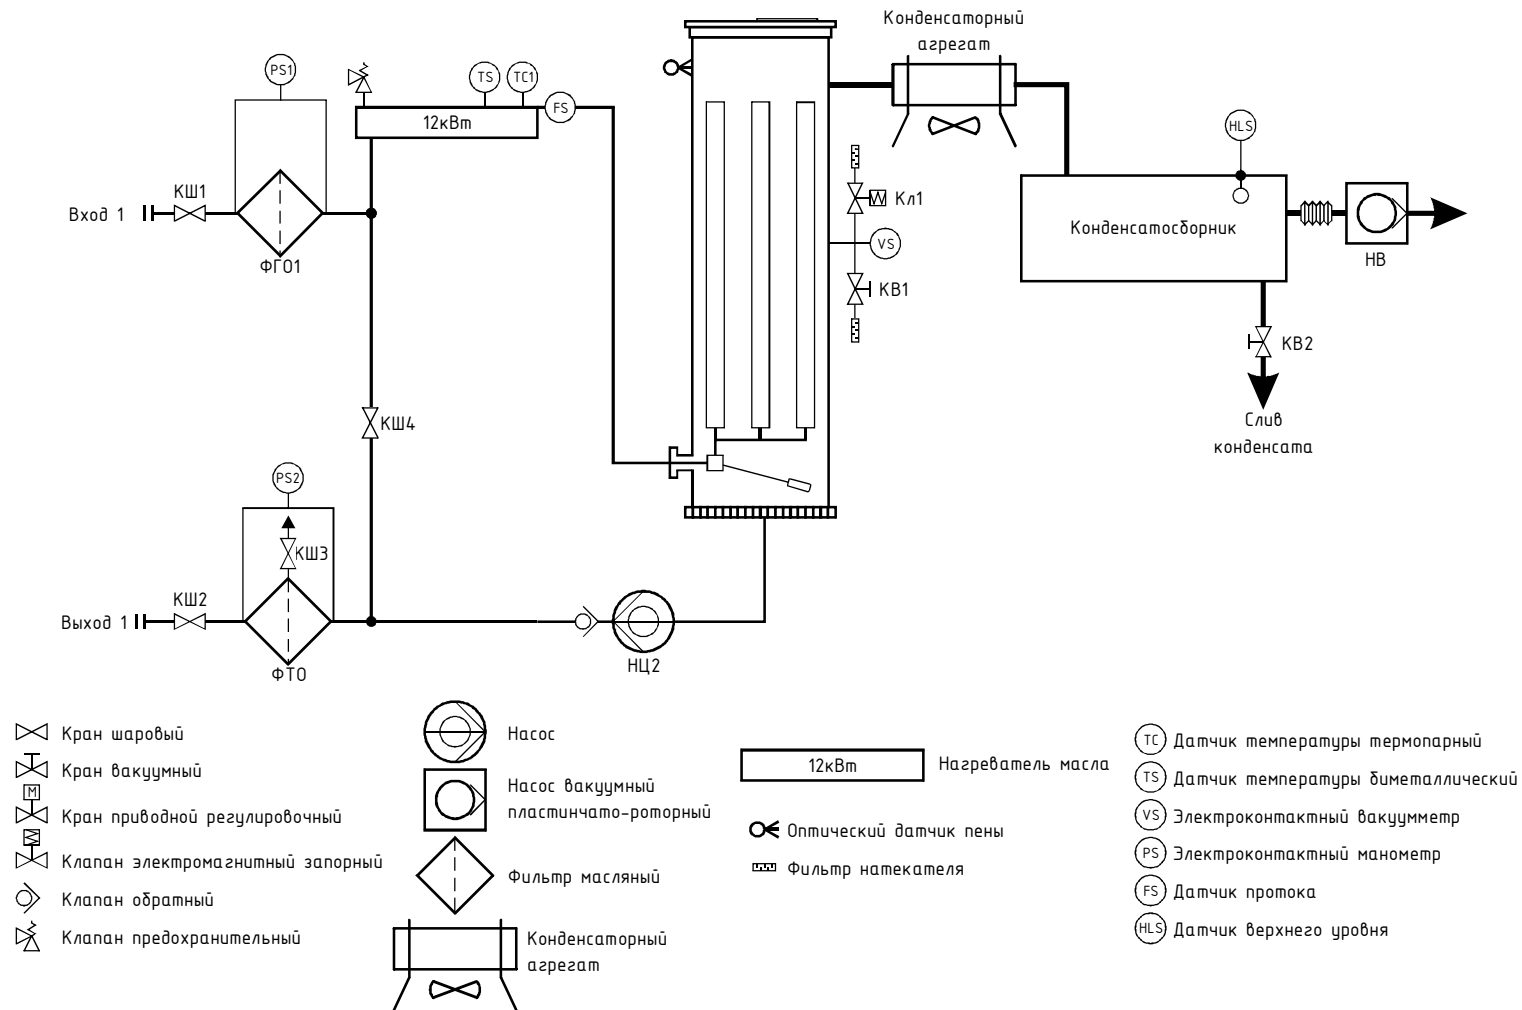 Конденсаторный
агрегат
PS1
TS
TC1
FS
12кВт
HLS
КШ1
Вход 1
ФГО1
Кл1
VS
КВ1
Конденсатосборник
НВ
КВ2
Слив
конденсата
КШ4
PS2
КШ3
КШ2
Выход 1
ФТО
НЦ2
Кран шаровый
Кран вакуумный
M
Кран приводной регулировочный
Клапан электромагнитный запорный
Клапан обратный
Клапан предохранительный
Насос
Насос вакуумный
пластинчато-роторный
Фильтр масляный
Конденсаторный
агрегат
12кВт
Нагреватель масла
Оптический датчик пены
Фильтр натекателя
TC Датчик температуры термопарный
TS Датчик температуры биметаллический
VS Электроконтактный вакуумметр
PS Электроконтактный манометр
FS Датчик протока
HLS Датчик верхнего уровня